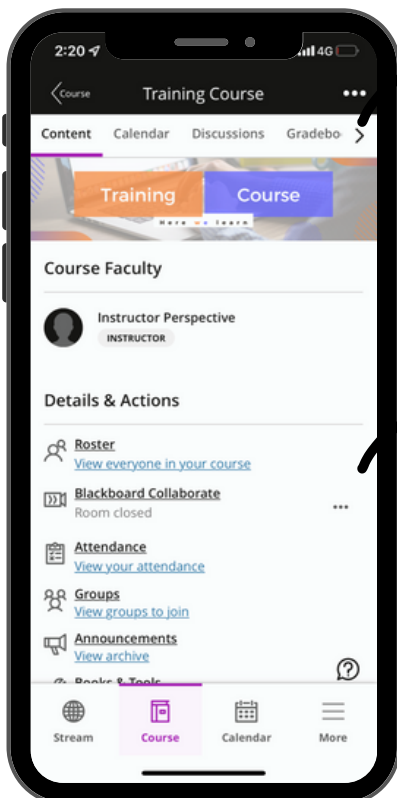 2:20 4G
Course Training Course
Content Calendar Discussions Gradebo
Training Course
Here we learn
Course Faculty
Instructor Perspective
INSTRUCTOR
Details & Actions
Roster
View everyone in your course
Blackboard Collaborate
Room closed
Attendance
View your attendance
Groups
View groups to join
Announcements
View archive
Books & Tools
Stream Course Calendar More